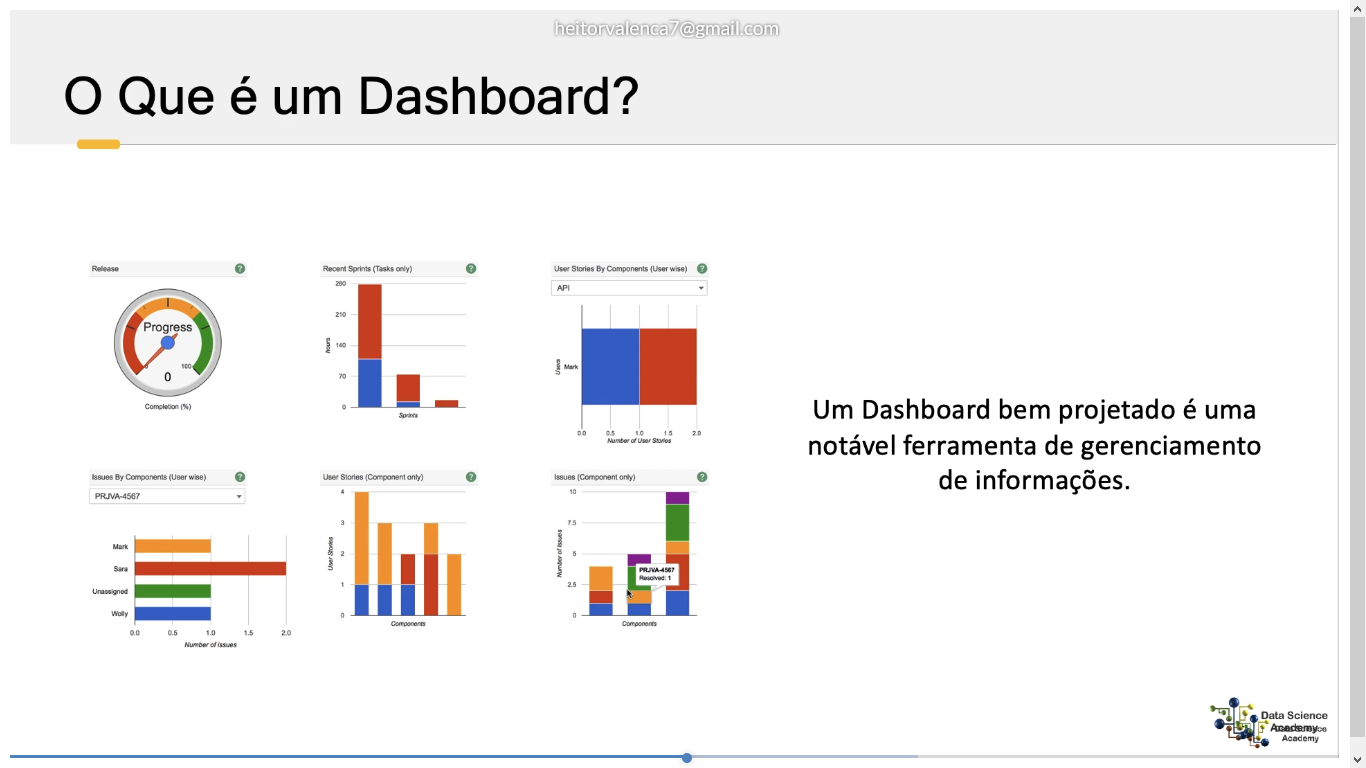 heitorvalenca7@gmail.com
O Que é um Dashboard?
Release
?
Progress
0
100
0
Completion (%)
Recent Sprints (Tasks only)
?
280
210
140
70
0
hours
Sprints
User Stories By Components (User wise)
?
API
Users
Mark
0.0 0.5 1.0 1.5 2.0
Number of User Stories
Um Dashboard bem projetado é uma
notável ferramenta de gerenciamento
de informações.
Issues By Components (User wise)
?
PRJVA-4567
Mark
Sara
Unassigned
Wolly
0.0 0.5 1.0 1.5 2.0
Number of Issues
User Stories (Component only)
?
4
3
2
1
0
User Stories
Components
Issues (Component only)
?
10
7.5
5
2.5
0
Number of Issues
PRJVA-4567
Resolved: 1
Components
Data Science
Academy
Data Science
Academy